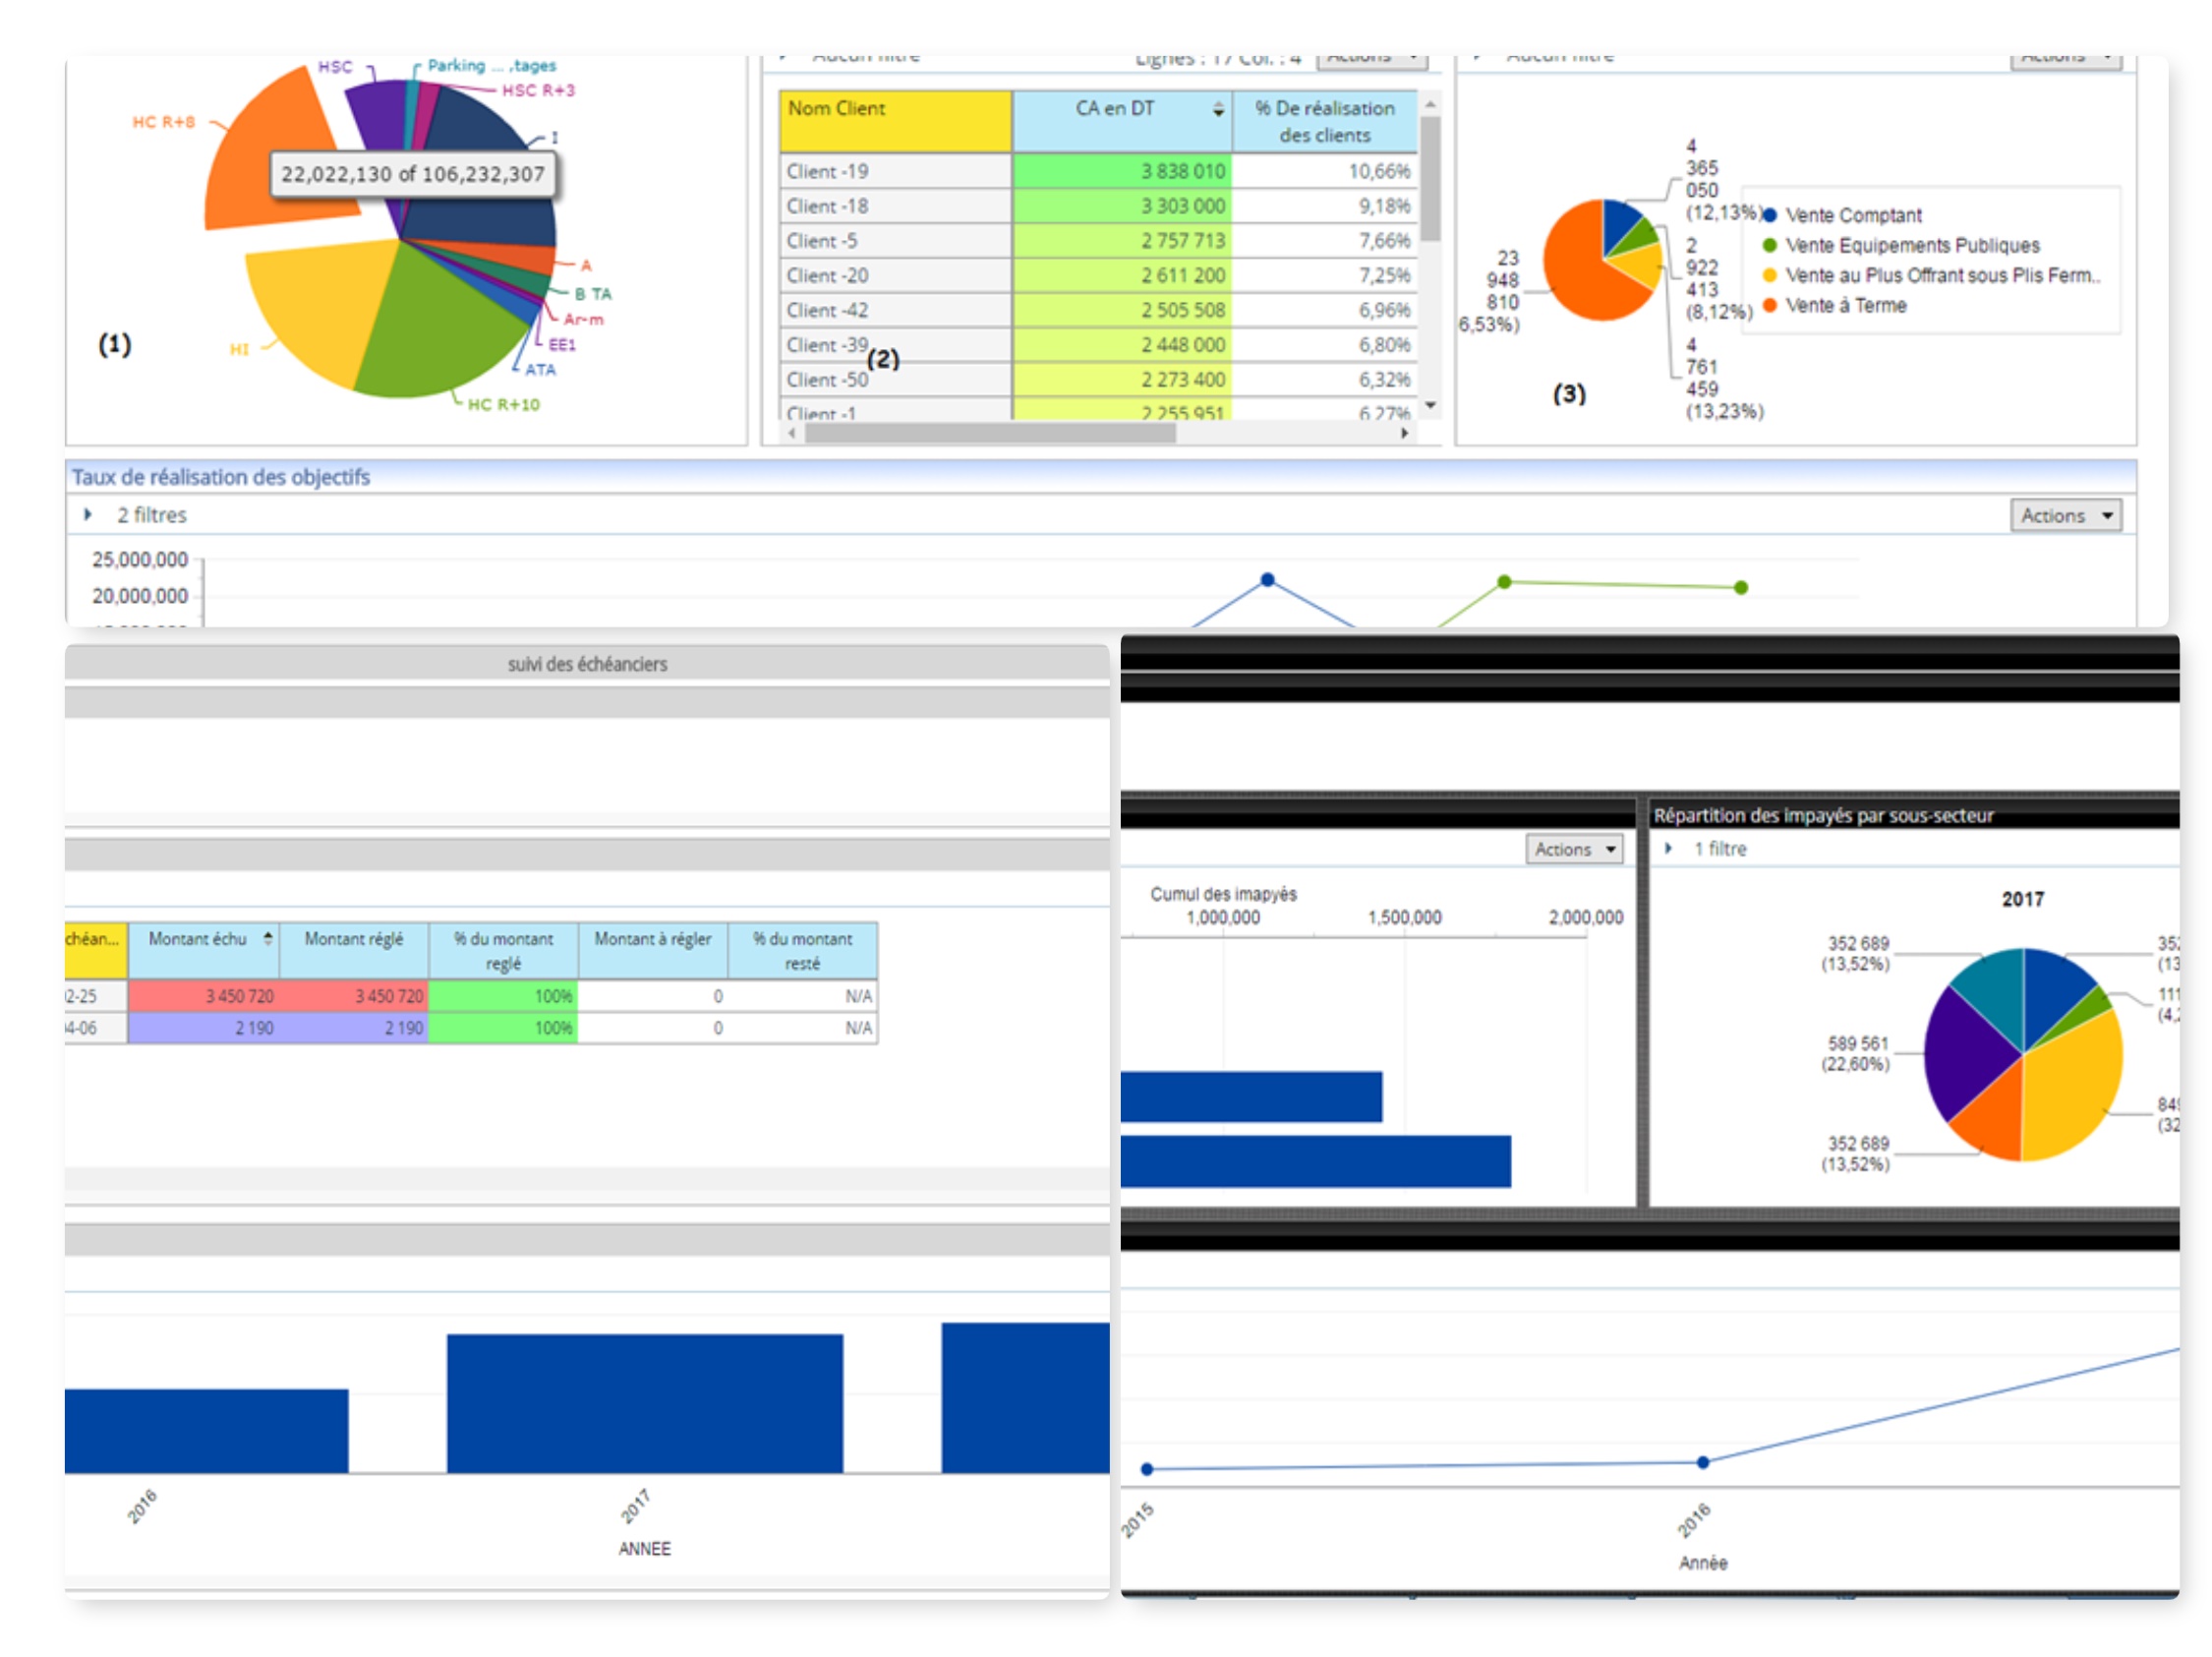 HSC
Parking ... ,tages
HSC R+3
HC R+8
I
22,022,130 of 106,232,307
A
B TA
Ar-m
EE1
ATA
HI
HC R+10
(1)
Aucun filtre
Lignes : 17 Col. : 4
Actions
Nom Client
CA en DT
% De réalisation
des clients
Client -19 3 838 010 10,66%
Client -18 3 303 000 9,18%
Client -5 2 757 713 7,66%
Client -20 2 611 200 7,25%
Client -42 2 505 508 6,96%
Client -39 2 448 000 6,80%
Client -50 2 273 400 6,32%
Client -1 2 255 951 6,27%
(2)
Aucun filtre
Actions
4
365
050
(12,13%)
2
922
413
(8,12%)
4
761
459
(13,23%)
23
948
810
6,53%)
Vente Comptant
Vente Equipements Publiques
Vente au Plus Offrant sous Plis Ferm..
Vente à Terme
(3)
Taux de réalisation des objectifs
2 filtres
Actions
25,000,000
20,000,000
suivi des échéanciers
chéan...
Montant échu
Montant réglé
% du montant
reglé
Montant à régler
% du montant
resté
2-25 3 450 720 3 450 720 100% 0 N/A
4-06 2 190 2 190 100% 0 N/A
2016
2017
ANNEE
Actions
Cumul des imapyés
1,000,000
1,500,000
2,000,000
Répartition des impayés par sous-secteur
1 filtre
2017
352 689
(13,52%)
589 561
(22,60%)
352 689
(13,52%)
352
(13
111
(4,2
849
(32
2015
2016
Année